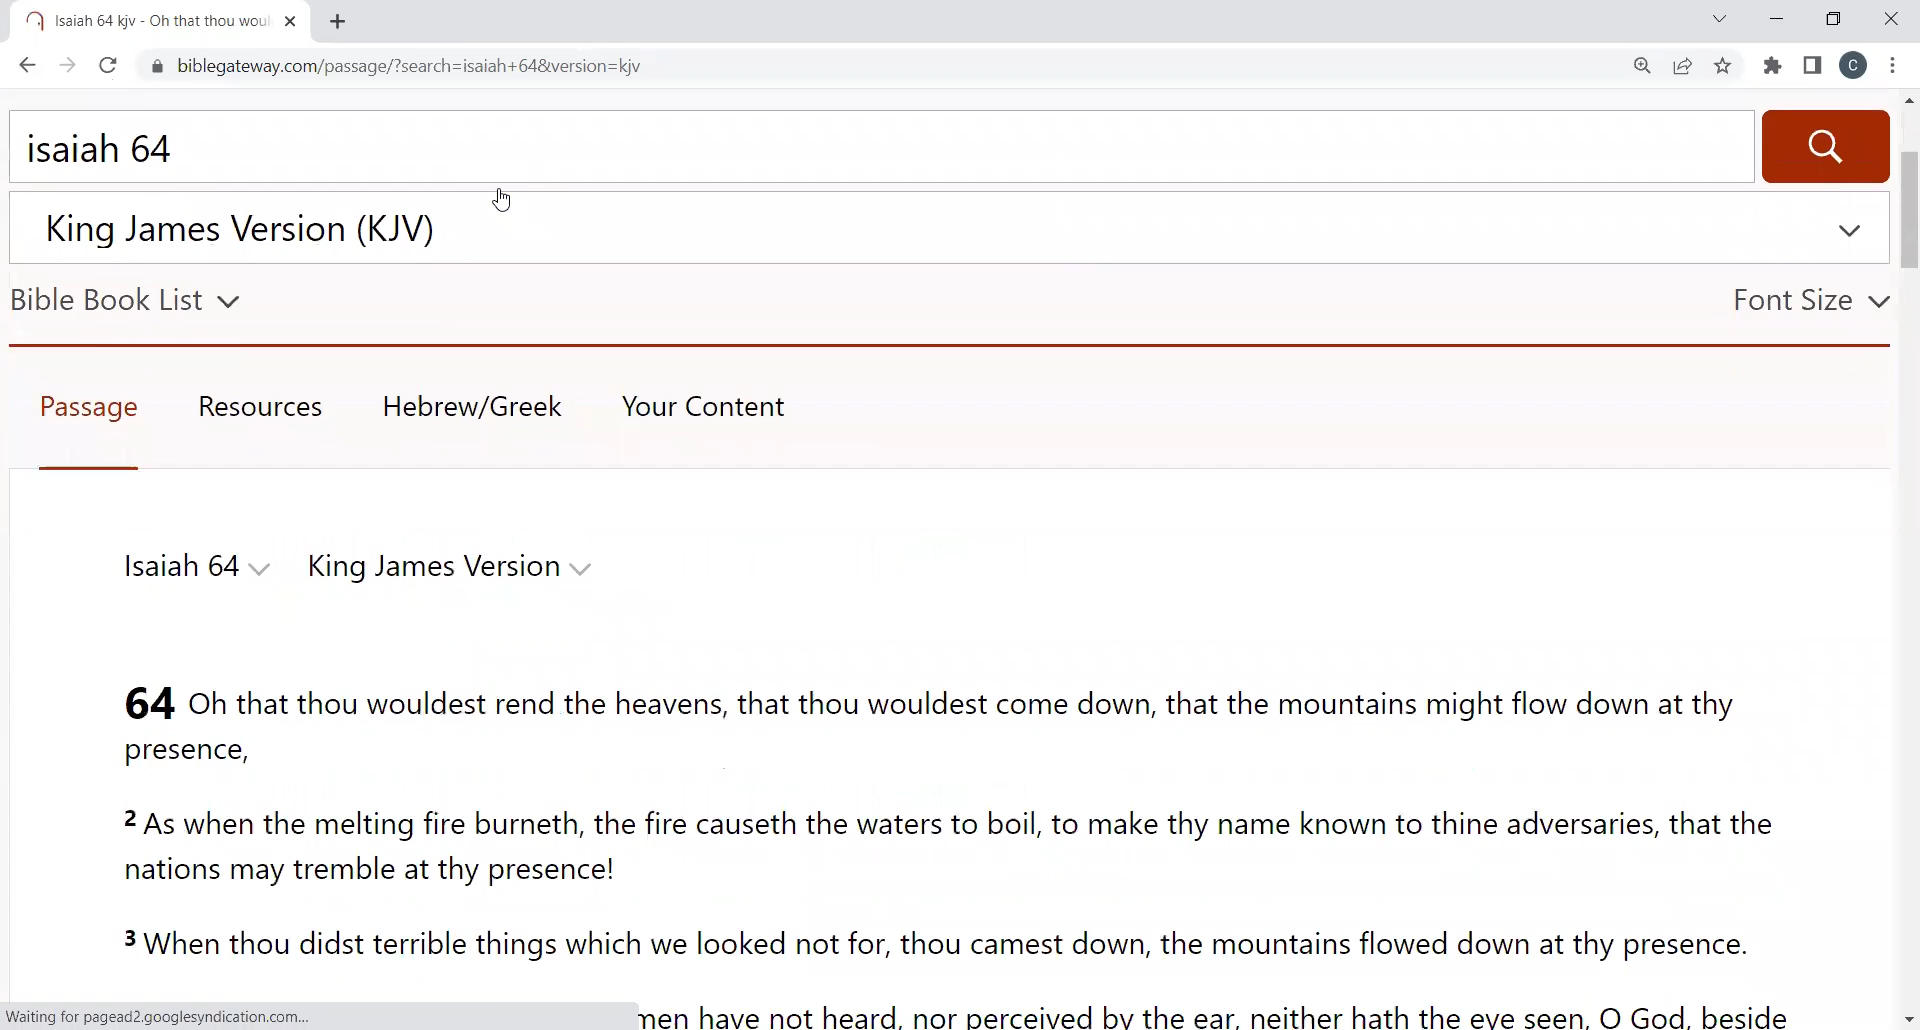 Isaiah 64 kjv - Oh that thou woul
biblegateway.com/passage/?search=isaiah+64&version=kjv
C
isaiah 64
King James Version (KJV)
Bible Book List
Font Size
Passage Resources Hebrew/Greek Your Content
Isaiah 64 King James Version
64 Oh that thou wouldest rend the heavens, that thou wouldest come down, that the mountains might flow down at thy
presence,
2 As when the melting fire burneth, the fire causeth the waters to boil, to make thy name known to thine adversaries, that the
nations may tremble at thy presence!
3 When thou didst terrible things which we looked not for, thou camest down, the mountains flowed down at thy presence.
men have not heard, nor perceived by the ear, neither hath the eye seen, O God, beside
Waiting for pagead2.googlesyndication.com...